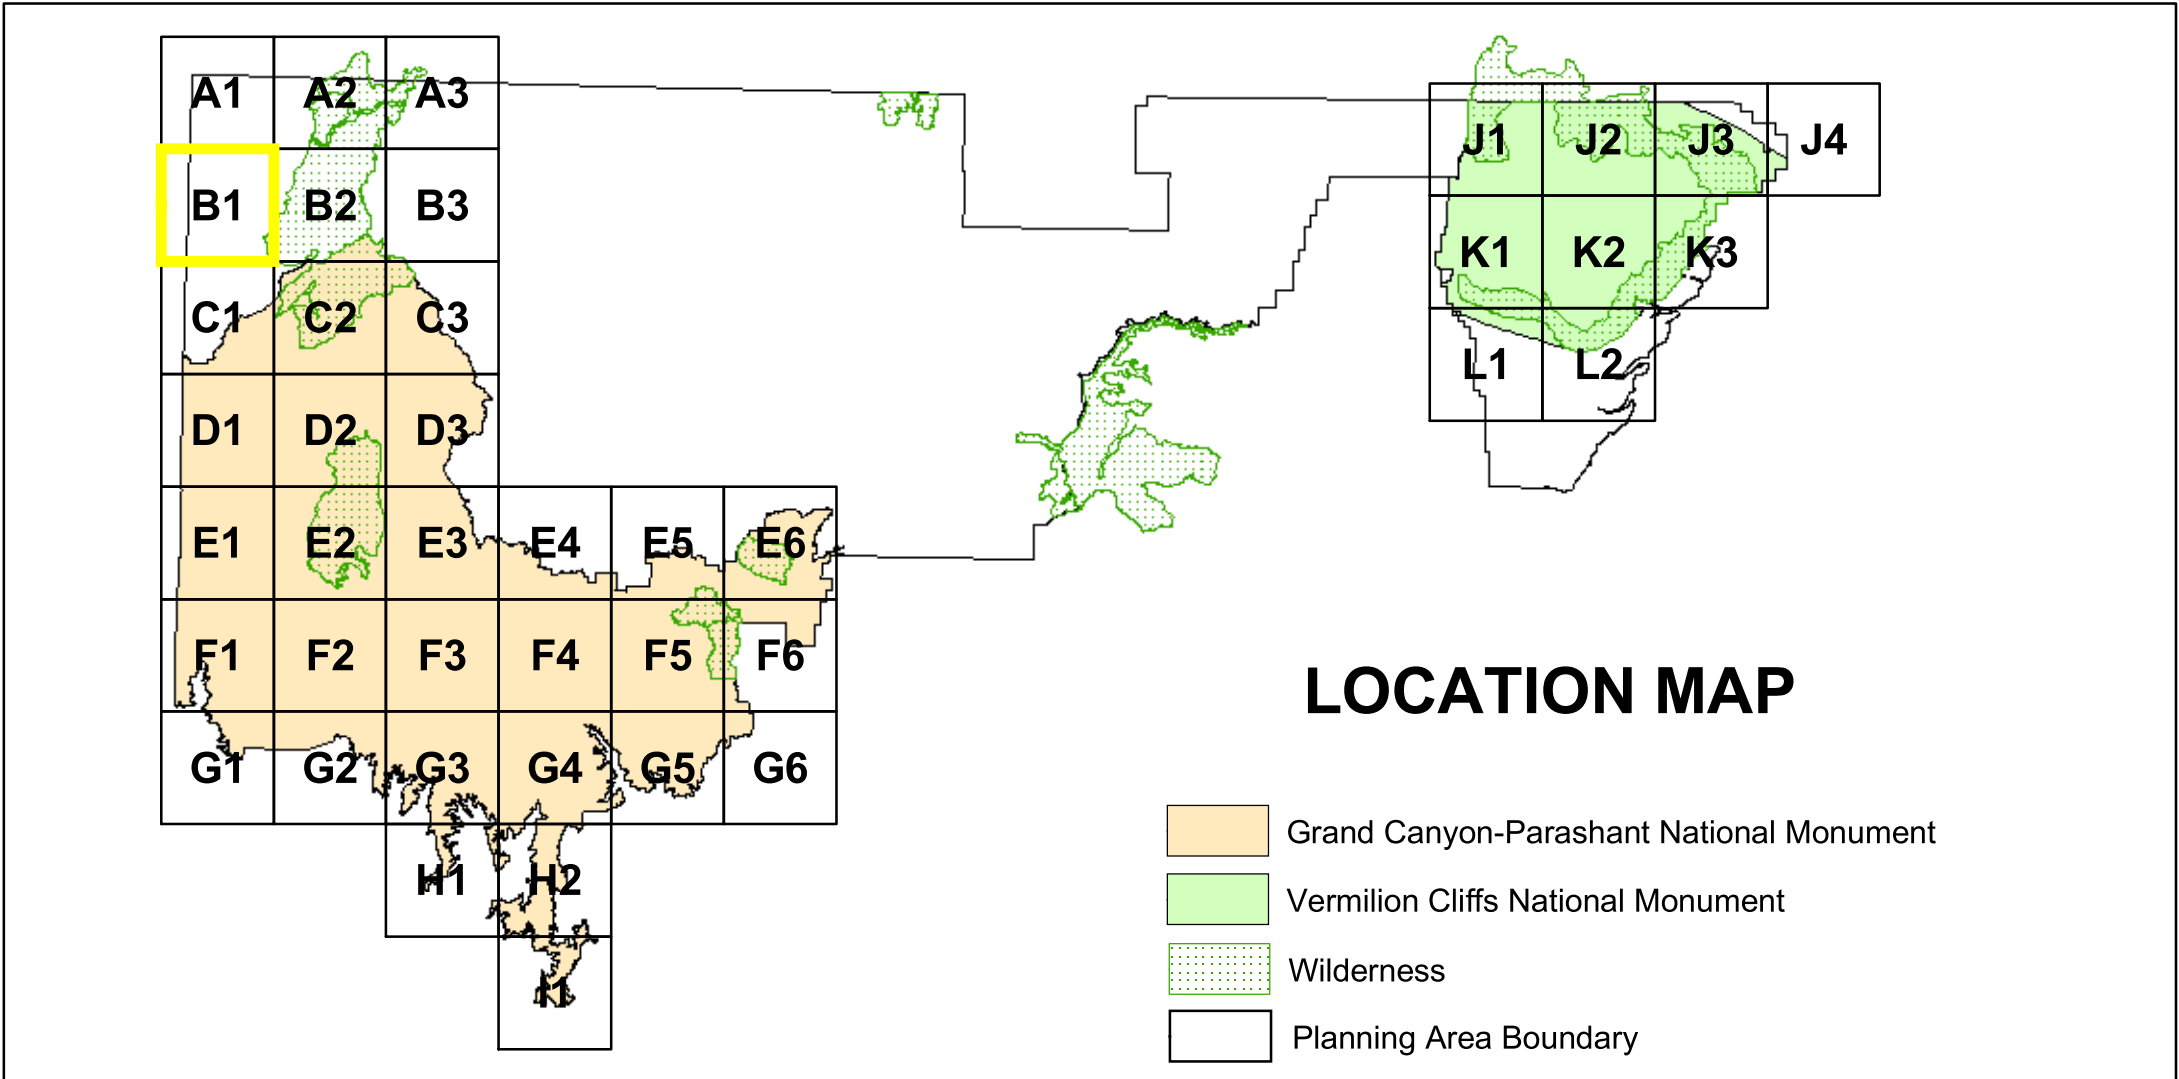 A1 A2 A3
J1 J2 J3 J4
B1 B2 B3
K1 K2 K3
C1 C2 C3
L1 L2
D1 D2 D3
E1 E2 E3 E4 E5 E6
F1 F2 F3 F4 F5 F6
G1 G2 G3 G4 G5 G6
H1 H2
I1
LOCATION MAP
Grand Canyon-Parashant National Monument
Vermilion Cliffs National Monument
Wilderness
Planning Area Boundary